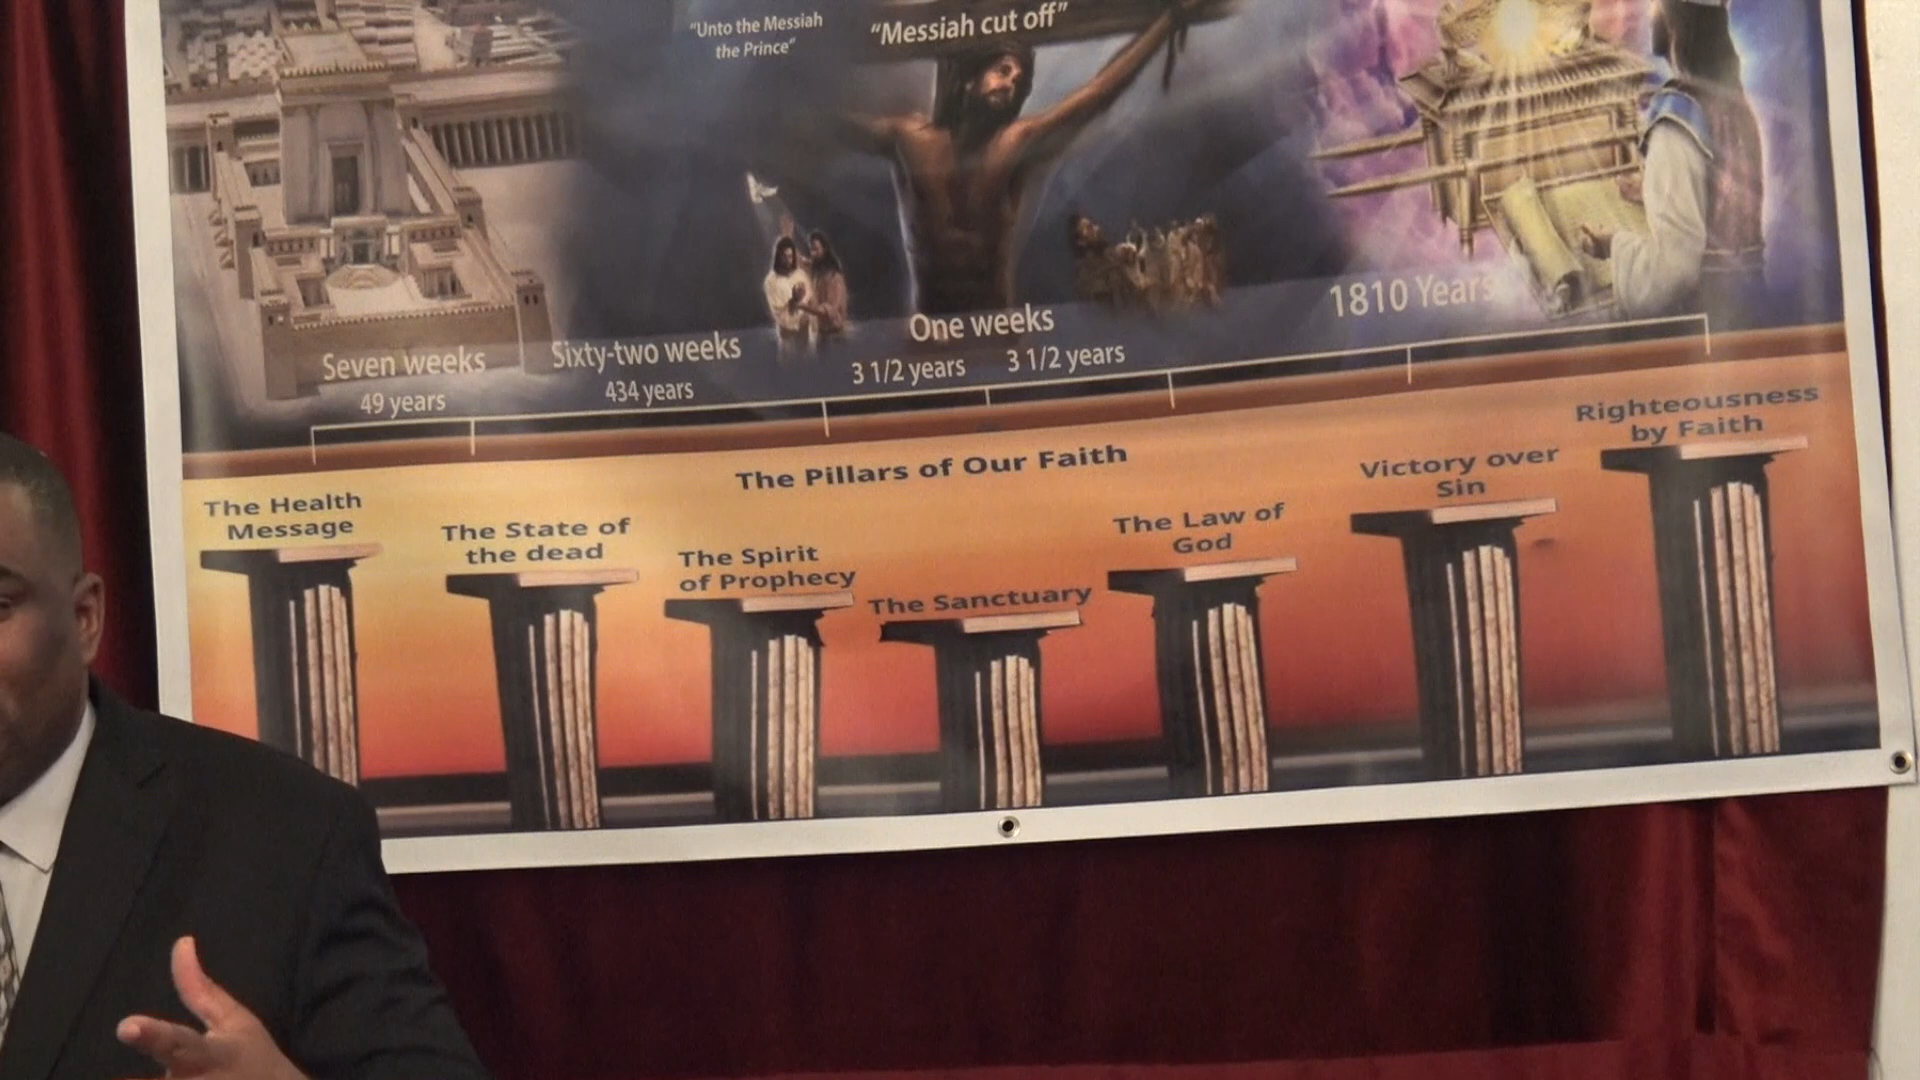 "Unto the Messiah
the Prince"
"Messiah cut off"
1810 Years
One weeks
3 1/2 years
3 1/2 years
Sixty-two weeks
434 years
Seven weeks
49 years
The Pillars of Our Faith
The Health
Message
The State of
the dead
The Spirit
of Prophecy
The Sanctuary
The Law of
God
Victory over
Sin
Righteousness
by Faith